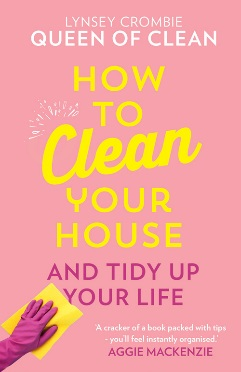 LYNSEY CROMBIE
QUEEN OF CLEAN
HOW
TO
Clean
YOUR
HOUSE
AND TIDY UP
YOUR LIFE
'A cracker of a book packed with tips
- you'll feel instantly organised.'
AGGIE MACKENZIE